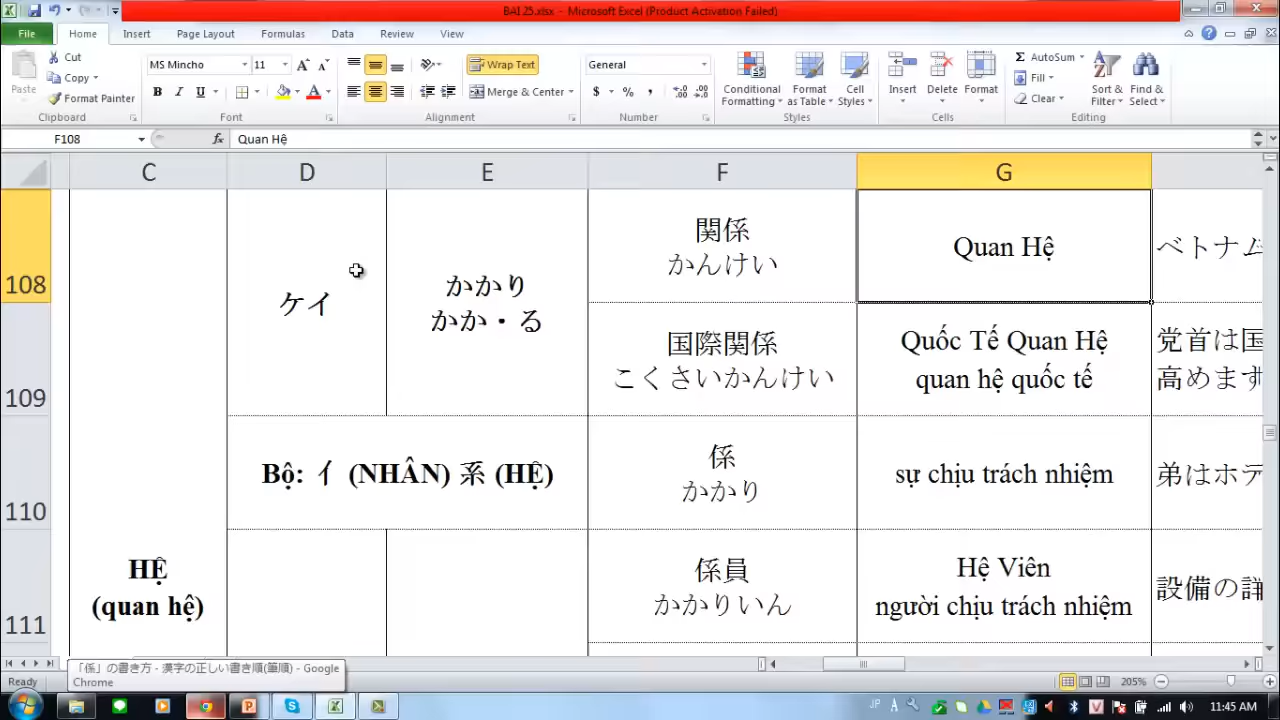 BAI 25.xlsx - Microsoft Excel (Product Activation Failed)
File Home Insert Page Layout Formulas Data Review View
Cut
Copy
Format Painter
Paste
Clipboard
MS Mincho 11
B I U
Font
Wrap Text
Merge & Center
Alignment
General
$ % ,
Number
Conditional Formatting
Format as Table
Cell Styles
Styles
Insert Delete Format
Cells
AutoSum
Fill
Clear
Sort & Filter
Find & Select
Editing
F108 fx Quan Hệ
C D E F G
108
109
110
111
HỆ
(quan hệ)
ケイ
かかり
かか・る
Bộ: 亻 (NHÂN) 系 (HỆ)
関係
かんけい
Quan Hệ
ベトナム
国際関係
こくさいかんけい
Quốc Tế Quan Hệ
quan hệ quốc tế
党首は国
高めます
係
かかり
sự chịu trách nhiệm
弟はホテ
係員
かかりいん
Hệ Viên
người chịu trách nhiệm
設備の詳
「係」の書き方 - 漢字の正しい書き順(筆順) - Google
Chrome
Ready
205%
JP
11:45 AM